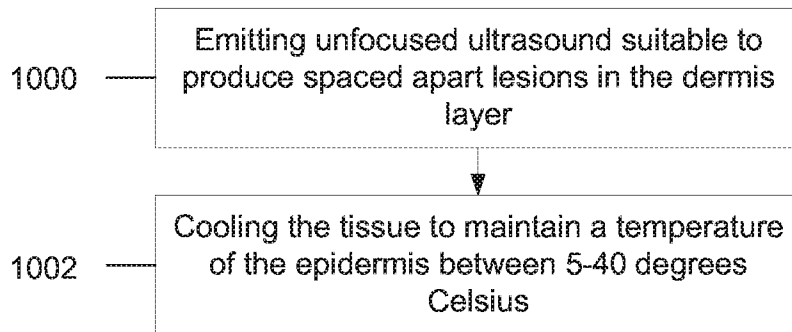 1000
Emitting unfocused ultrasound suitable to
produce spaced apart lesions in the dermis
layer
1002
Cooling the tissue to maintain a temperature
of the epidermis between 5-40 degrees
Celsius